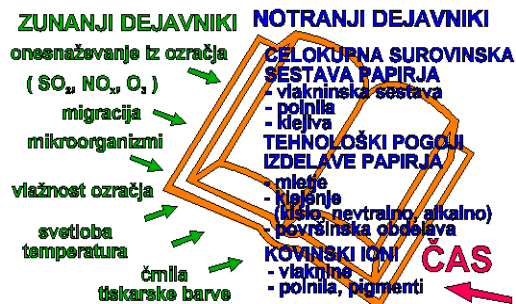 ZUNANJI DEJAVNIKI
onesnaževanje iz ozračja
( SO₂, NOₓ, O₃ )
migracija
mikroorganizmi
vlažnost ozračja
svetloba
temperatura
črnila
tiskarske barve
NOTRANJI DEJAVNIKI
CELOKUPNA SUROVINSKA
SESTAVA PAPIRJA
- vlakninska sestava
- polnila
- klejiva
TEHNOLOŠKI POGOJI
IZDELAVE PAPIRJA
- mletje
- klejenje
(kislo, nevtralno, alkalno)
- površinska obdelava
KOVINSKI IONI
- vlaknine
- polnila, pigmenti
ČAS